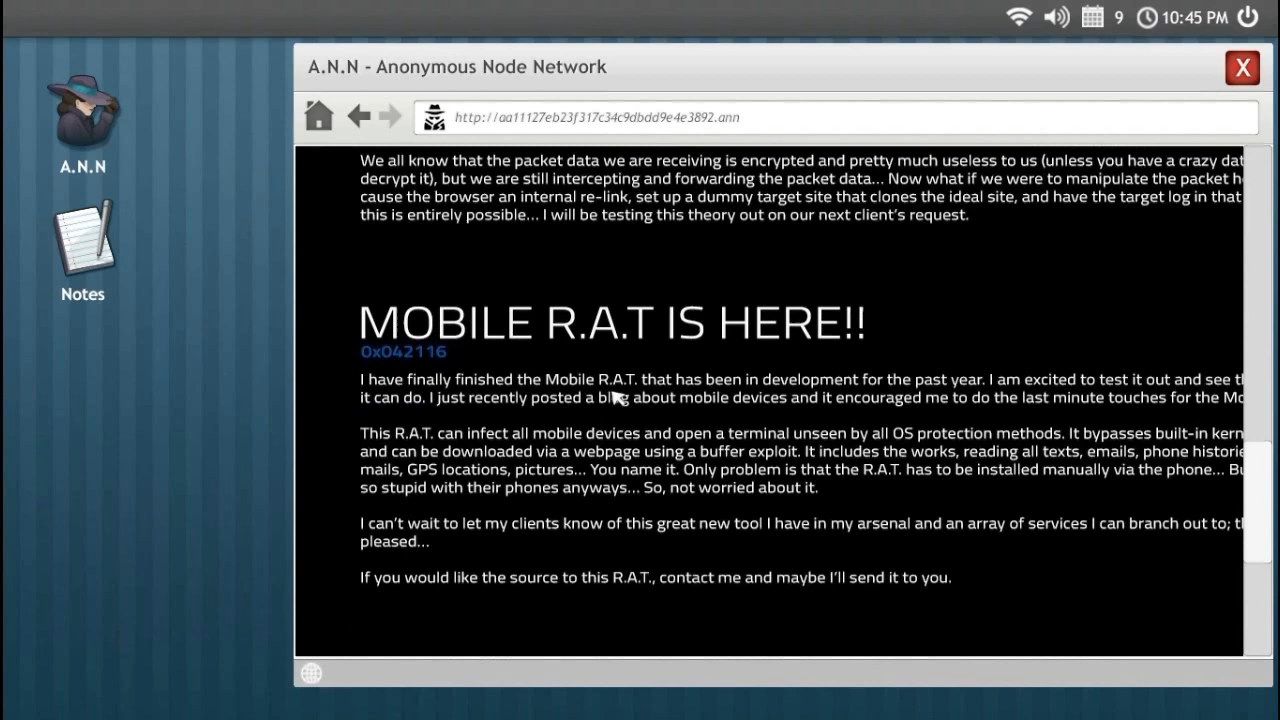 9 10:45 PM
A.N.N - Anonymous Node Network
X
http://aa11127eb23f317c34c9dbdd9e4e3892.ann
A.N.N
Notes
We all know that the packet data we are receiving is encrypted and pretty much useless to us (unless you have a crazy dat
decrypt it), but we are still intercepting and forwarding the packet data... Now what if we were to manipulate the packet h
cause the browser an internal re-link, set up a dummy target site that clones the ideal site, and have the target log in that
this is entirely possible... I will be testing this theory out on our next client's request.
MOBILE R.A.T IS HERE!!
0x042116
I have finally finished the Mobile R.A.T. that has been in development for the past year. I am excited to test it out and see t
it can do. I just recently posted a blog about mobile devices and it encouraged me to do the last minute touches for the Mo
This R.A.T. can infect all mobile devices and open a terminal unseen by all OS protection methods. It bypasses built-in kern
and can be downloaded via a webpage using a buffer exploit. It includes the works, reading all texts, emails, phone historie
mails, GPS locations, pictures... You name it. Only problem is that the R.A.T. has to be installed manually via the phone... Bu
so stupid with their phones anyways... So, not worried about it.
I can't wait to let my clients know of this great new tool I have in my arsenal and an array of services I can branch out to; t
pleased...
If you would like the source to this R.A.T., contact me and maybe I'll send it to you.